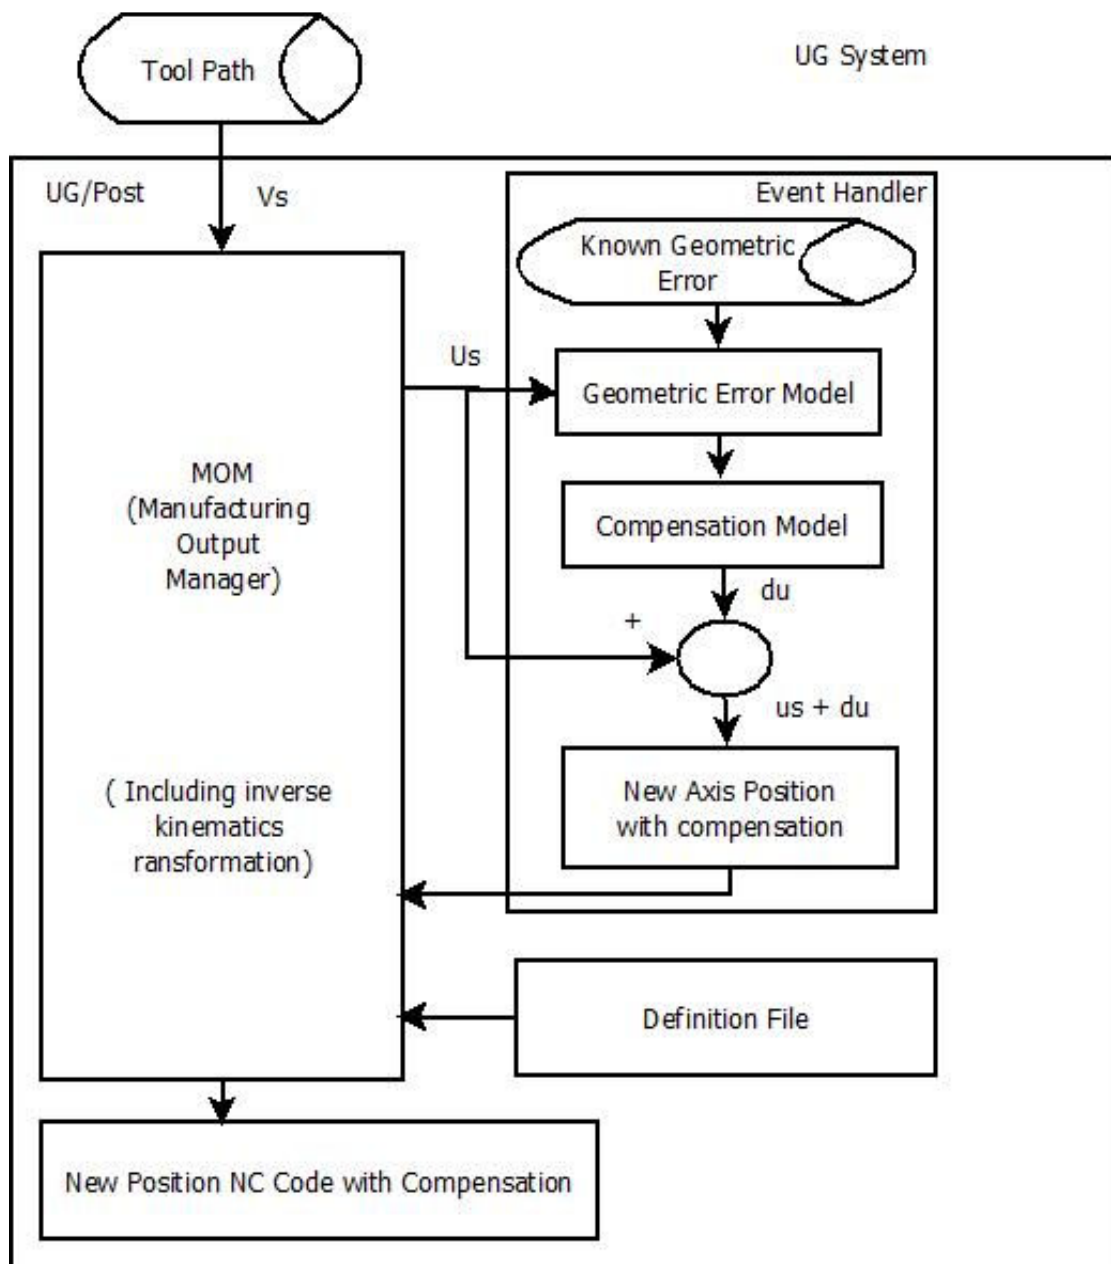 Tool Path
UG System
UG/Post
Vs
Event Handler
Known Geometric
Error
Us
Geometric Error Model
MOM
(Manufacturing
Output
Manager)
Compensation Model
du
+
us + du
( Including inverse
kinematics
ransformation)
New Axis Position
with compensation
Definition File
New Position NC Code with Compensation